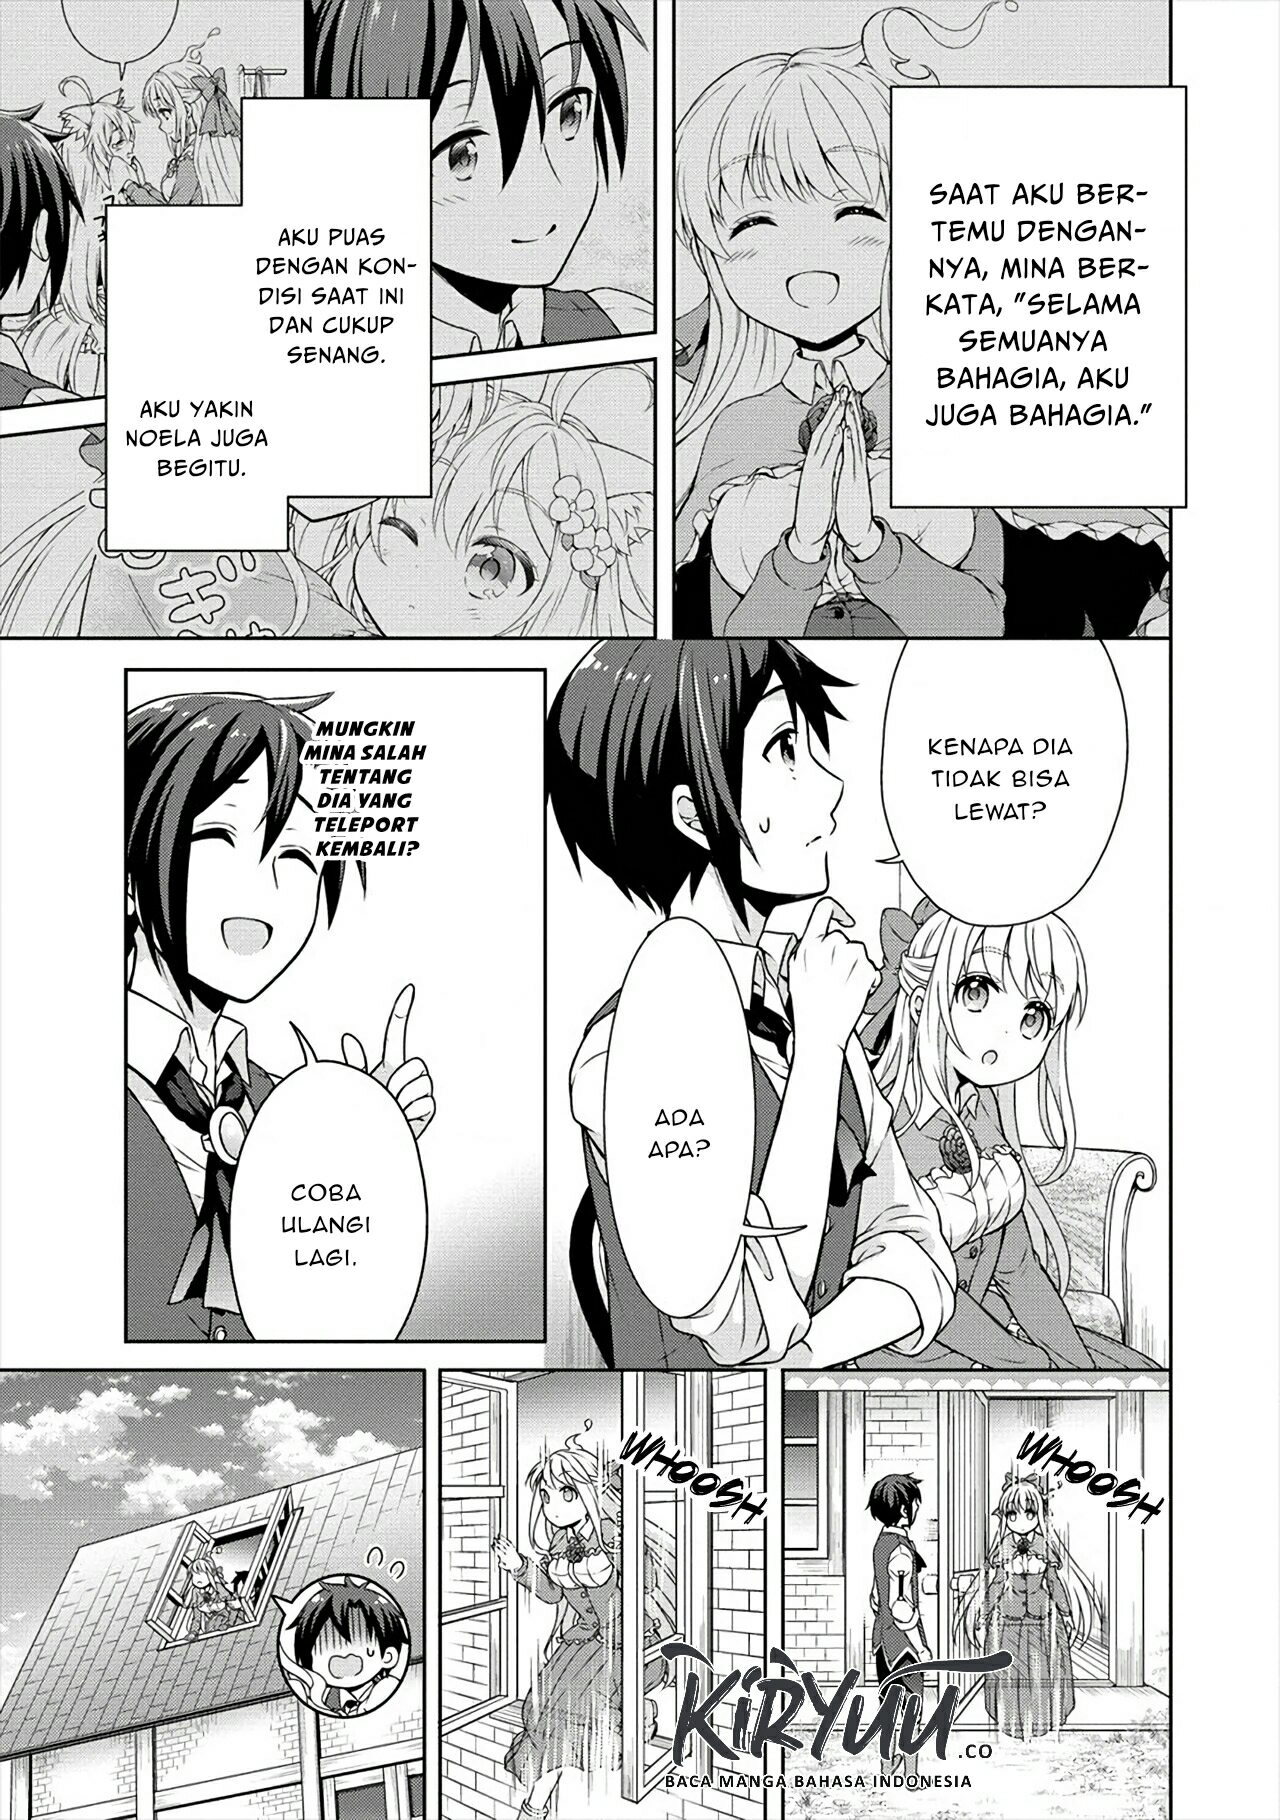 SAAT AKU BER-
TEMU DENGAN-
NYA, MINA BER-
KATA, "SELAMA
SEMUANYA
BAHAGIA, AKU
JUGA BAHAGIA."
AKU PUAS
DENGAN KON-
DISI SAAT INI
DAN CUKUP
SENANG.
AKU YAKIN
NOELA JUGA
BEGITU.
KENAPA DIA
TIDAK BISA
LEWAT?
ADA
APA?
MUNGKIN
MINA SALAH
TENTANG
DIA YANG
TELEPORT
KEMBALI?
COBA
ULANGI
LAGI.
WHOOSH
WHOOSH
KIRYUU
.CO
BACA MANGA BAHASA INDONESIA